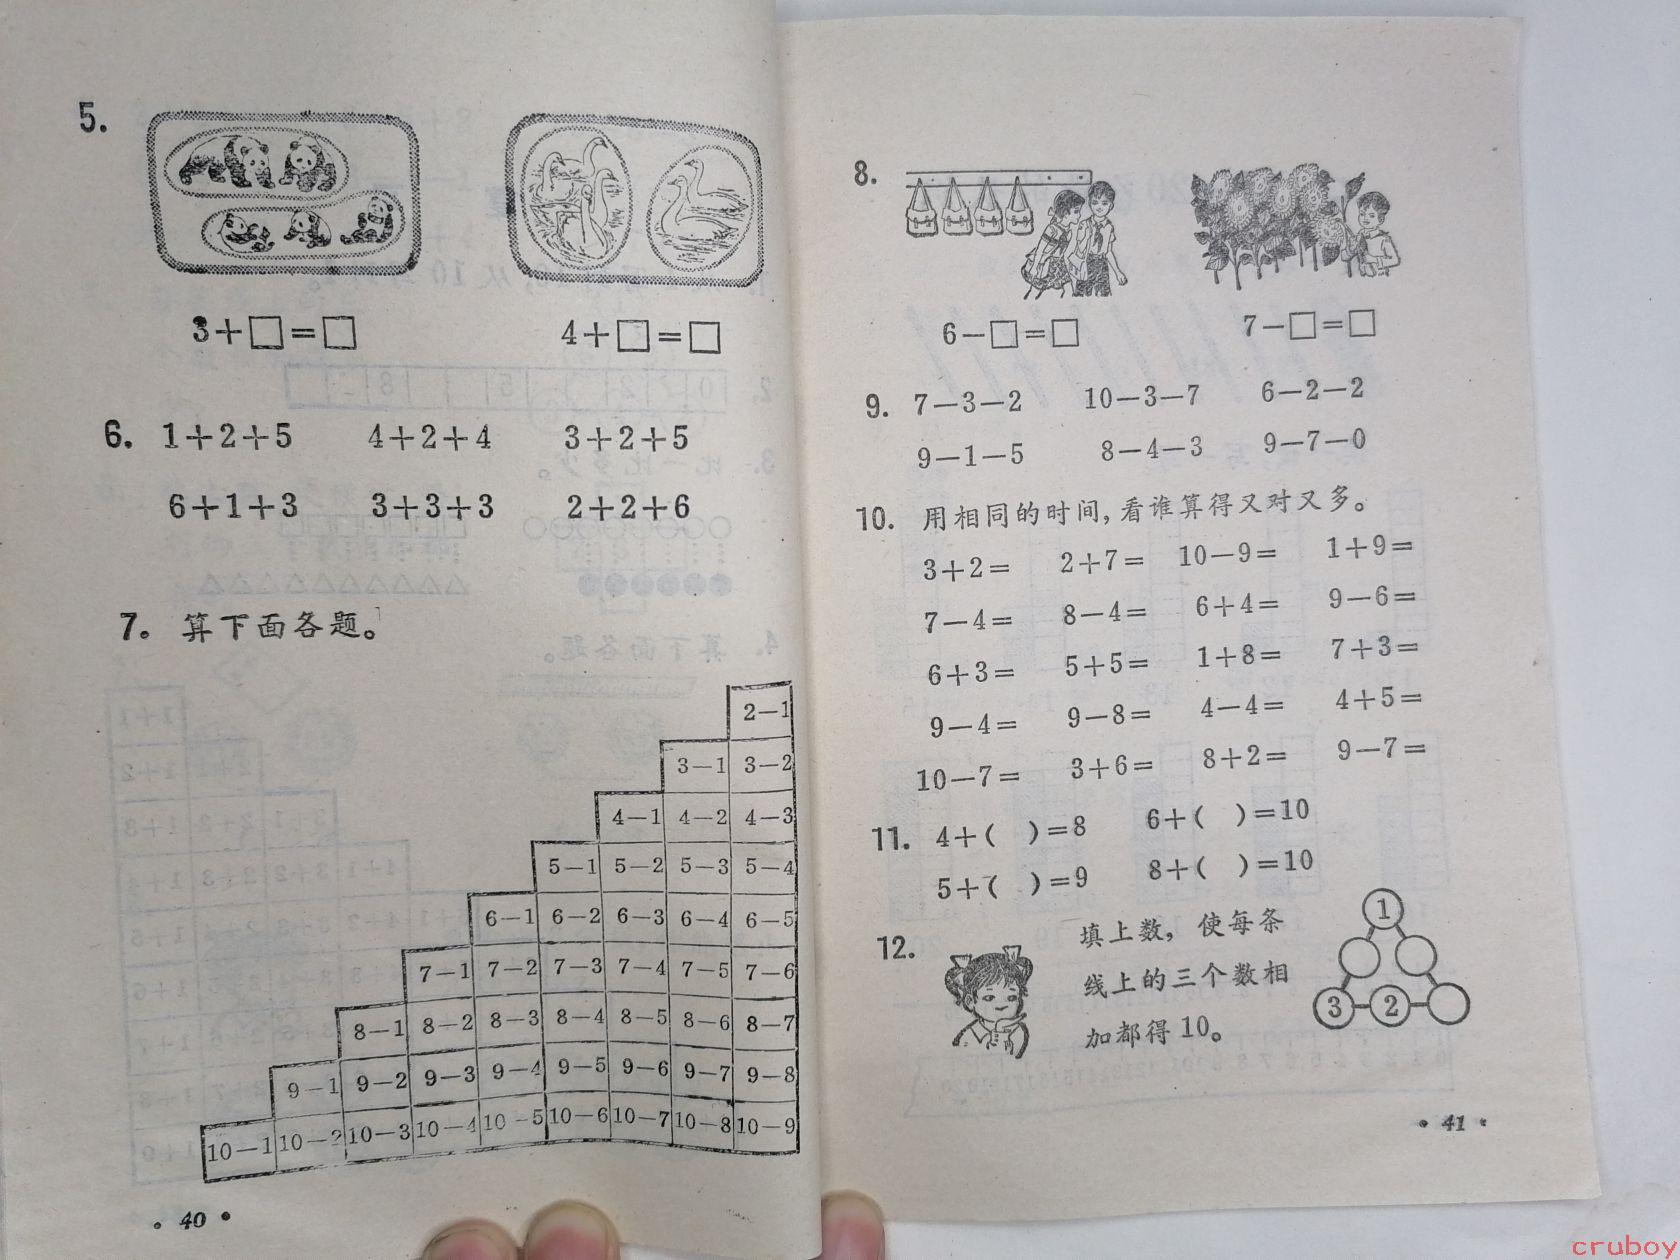 5.
3+□=□ 4+□=□
6. 1+2+5 4+2+4 3+2+5
6+1+3 3+3+3 2+2+6
7. 算下面各题。
2-1
3-1 3-2
4-1 4-2 4-3
5-1 5-2 5-3 5-4
6-1 6-2 6-3 6-4 6-5
7-1 7-2 7-3 7-4 7-5 7-6
8-1 8-2 8-3 8-4 8-5 8-6 8-7
9-1 9-2 9-3 9-4 9-5 9-6 9-7 9-8
10-1 10-2 10-3 10-4 10-5 10-6 10-7 10-8 10-9
• 40 •
8.
6-□=□ 7-□=□
9. 7-3-2 10-3-7 6-2-2
9-1-5 8-4-3 9-7-0
10. 用相同的时间,看谁算得又对又多。
3+2= 2+7= 10-9= 1+9=
7-4= 8-4= 6+4= 9-6=
6+3= 5+5= 1+8= 7+3=
9-4= 9-8= 4-4= 4+5=
10-7= 3+6= 8+2= 9-7=
11. 4+( )=8 6+( )=10
5+( )=9 8+( )=10
12. 填上数,使每条
线上的三个数相
加都得10。
1
3 2
• 41 •
cruboy